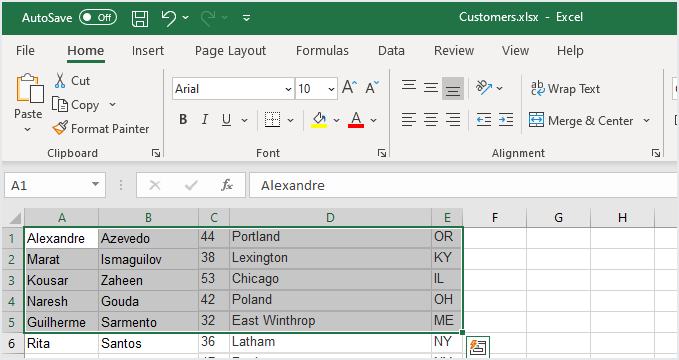 AutoSave Off Customers.xlsx - Excel
File Home Insert Page Layout Formulas Data Review
Cut
Copy
Format Painter
Paste
Arial 10 A A
B I U A
ab Wrap Text
Merge & Center
Clipboard Font Alignment
A1 fx Alexandre
A B C D E F G H
1 Alexandre Azevedo 44 Portland OR
2 Marat Ismaguilov 38 Lexington KY
3 Kousar Zaheen 53 Chicago IL
4 Naresh Gouda 42 Poland OH
5 Guilherme Sarmento 32 East Winthrop ME
6 Rita Santos 36 Latham NY